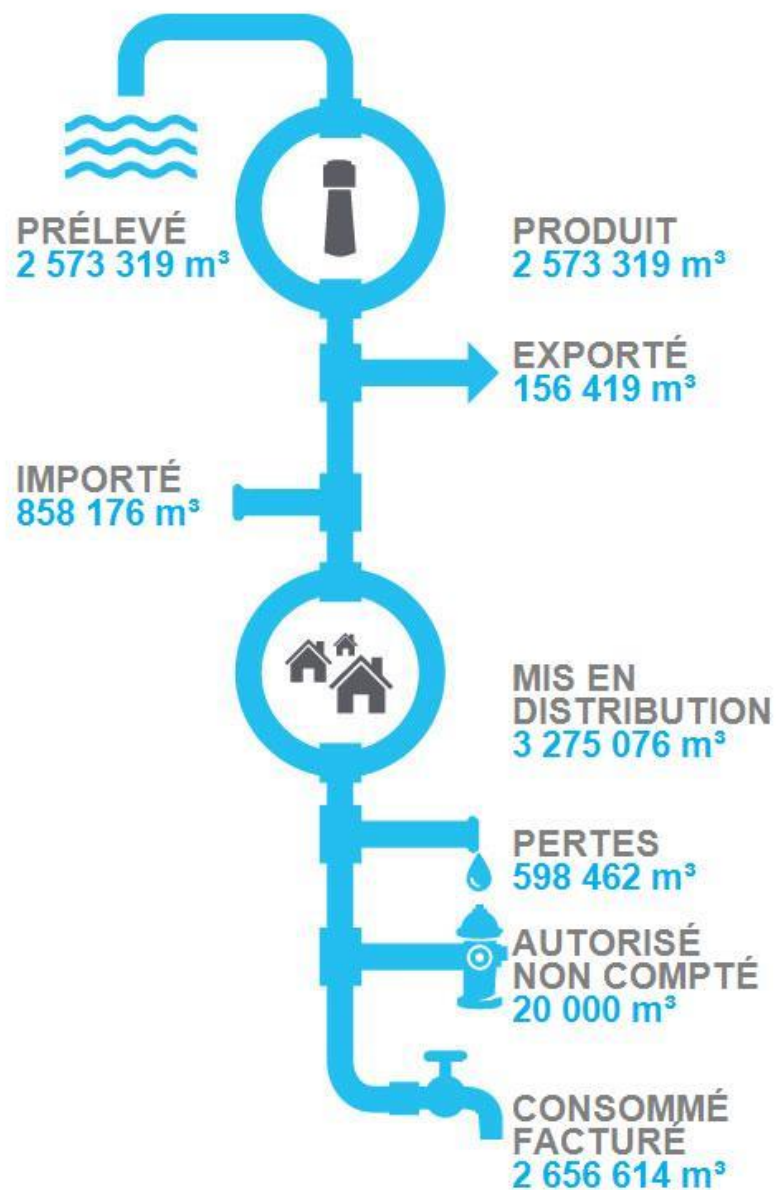 PRÉLEVÉ
2 573 319 m³
PRODUIT
2 573 319 m³
EXPORTÉ
156 419 m³
IMPORTÉ
858 176 m³
MIS EN
DISTRIBUTION
3 275 076 m³
PERTES
598 462 m³
AUTORISÉ
NON COMPTÉ
20 000 m³
CONSOMMÉ
FACTURÉ
2 656 614 m³